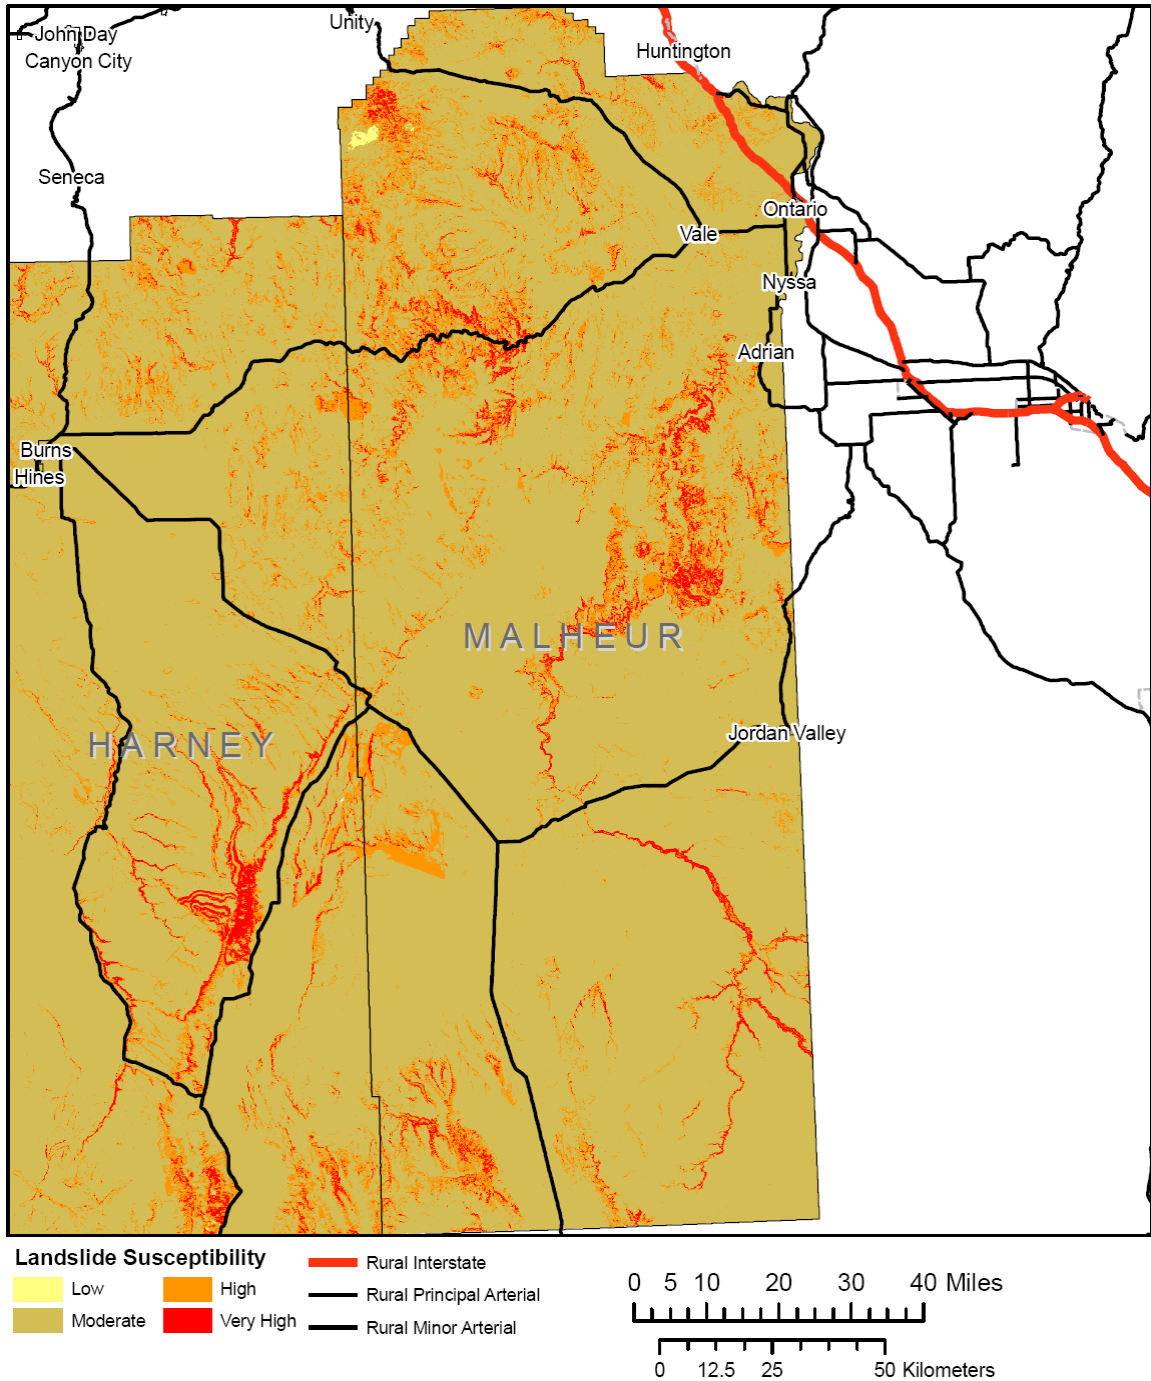 Unity
John Day
Canyon City
Huntington
Seneca
Ontario
Vale
Nyssa
Adrian
Burns
Hines
MALHEUR
HARNEY
Jordan Valley
Landslide Susceptibility
Low
High
Moderate
Very High
Rural Interstate
Rural Principal Arterial
Rural Minor Arterial
0 5 10 20 30 40 Miles
0 12.5 25 50 Kilometers